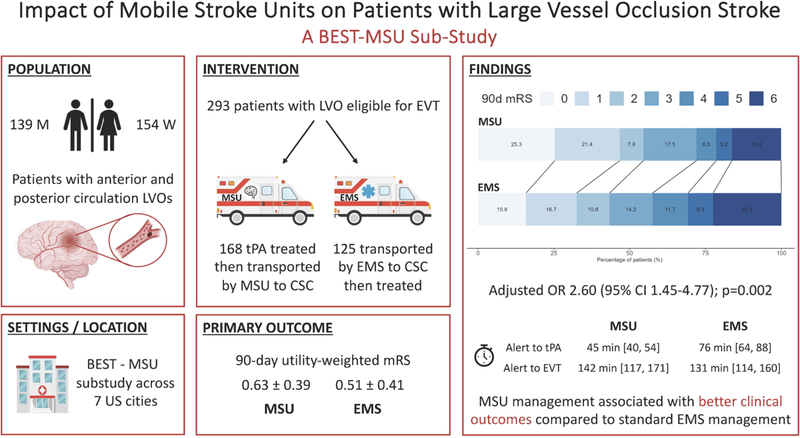 Impact of Mobile Stroke Units on Patients with Large Vessel Occlusion Stroke
A BEST-MSU Sub-Study
POPULATION
139 M
154 W
Patients with anterior and
posterior circulation LVOs
SETTINGS / LOCATION
BEST - MSU
substudy across
7 US cities
INTERVENTION
293 patients with LVO eligible for EVT
MSU
EMS
168 tPA treated
then transported
by MSU to CSC
125 transported
by EMS to CSC
then treated
PRIMARY OUTCOME
90-day utility-weighted mRS
0.63 ± 0.39 0.51 ± 0.41
MSU EMS
FINDINGS
90d mRS 0 1 2 3 4 5 6
MSU
25.3 21.4 7.8 17.5 6.5 5.2
EMS
15.8 16.7 10.8 14.2 11.7
0 25 50 75 100
Percentage of patients (%)
Adjusted OR 2.60 (95% CI 1.45-4.77); p=0.002
MSU EMS
Alert to tPA 45 min [40, 54] 76 min [64, 88]
Alert to EVT 142 min [117, 171] 131 min [114, 160]
MSU management associated with better clinical
outcomes compared to standard EMS management